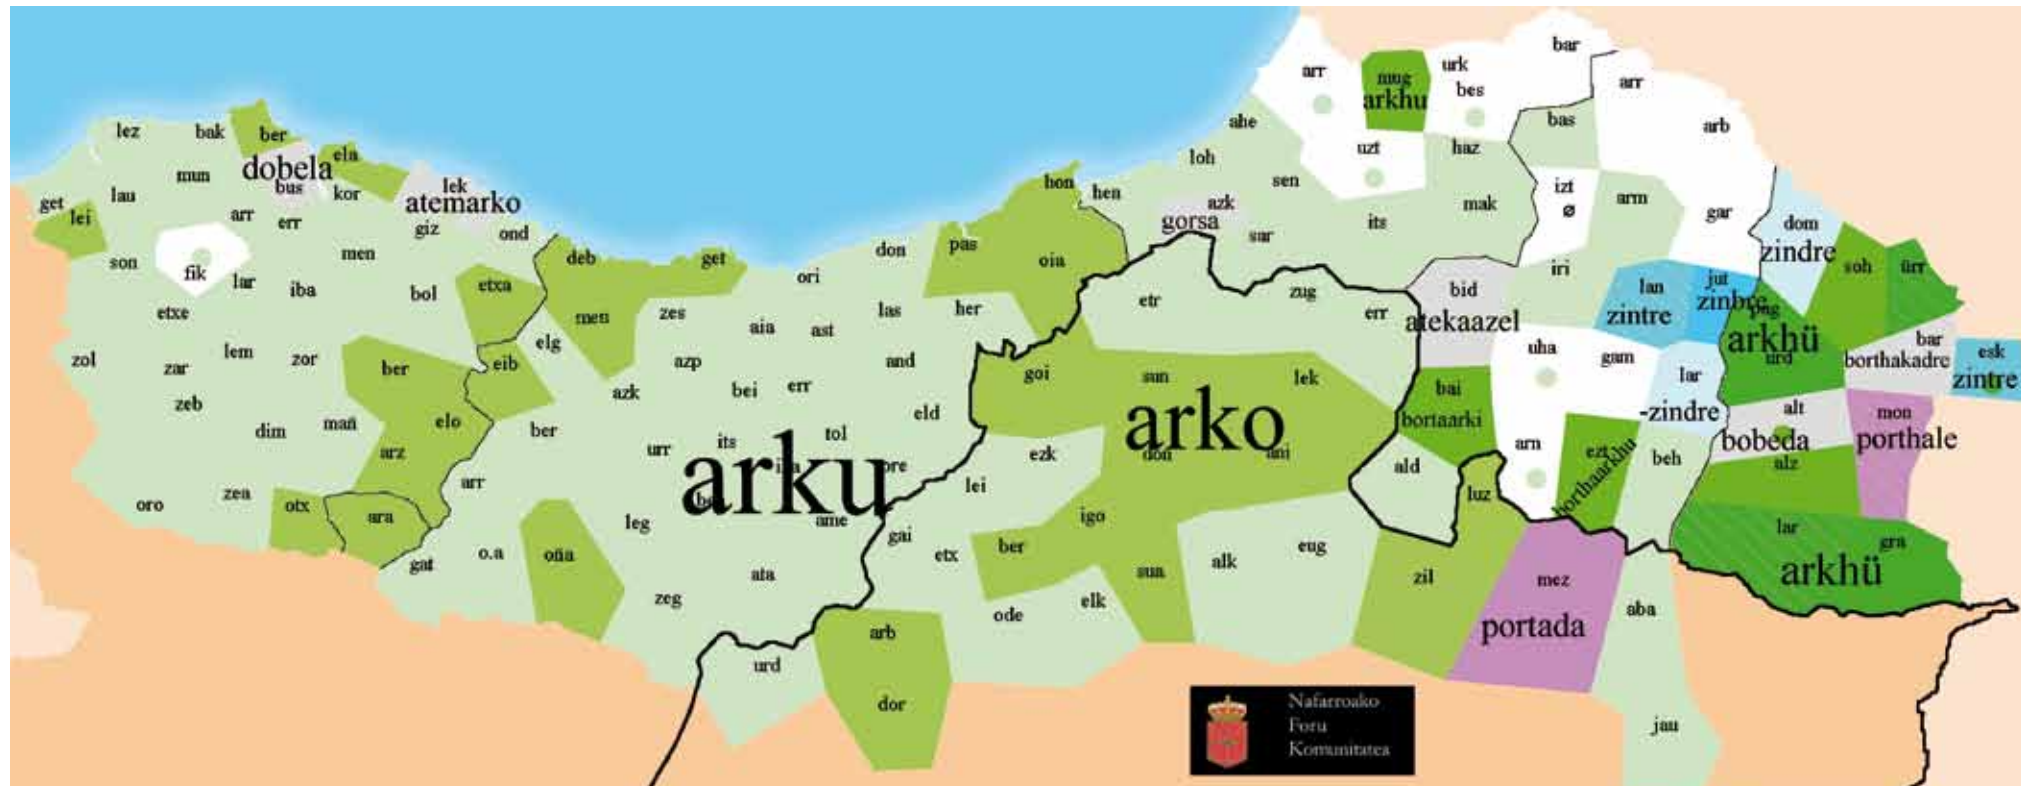 bar
arr
mug
urk
arr
bes
arkhu
lez
bak
ber
ahe
bas
arb
uzt
haz
ela
loh
dobela
mun
sen
izt
bus
kor
lek
hon
hen
arm
lau
get
lei
atemarko
azk
mak
ø
arr
err
giz
gorsa
its
gar
dom
ond
sar
zindre
men
pas
don
son
fik
deb
get
oia
iri
soh
ürr
lar
iba
bol
etxa
ori
etr
zug
bid
lan
jut
zinbre
etxe
men
zes
las
her
err
atekaazel
zintre
aia
ast
arkhü
bar
elg
uha
lem
zor
azp
and
gam
urd
borthakadre
esk
zol
zar
ber
eib
goi
sun
lek
lar
zintre
azk
bei
err
bai
zeb
eld
arko
bortaarki
-zindre
alt
mon
dim
mañ
elo
ber
tol
bobeda
porthale
arz
urr
its
arku
ezk
don
ani
ald
arn
ezt
beh
alz
borthaarkhu
arr
lei
luz
oro
zea
otx
ara
leg
ame
igo
lar
gai
gra
gat
o.a
oña
etx
ber
eug
alk
arkhü
ata
sua
zil
mez
zeg
ode
elk
aba
arb
portada
urd
dor
jau
Nafarroako
Foru
Komunitatea